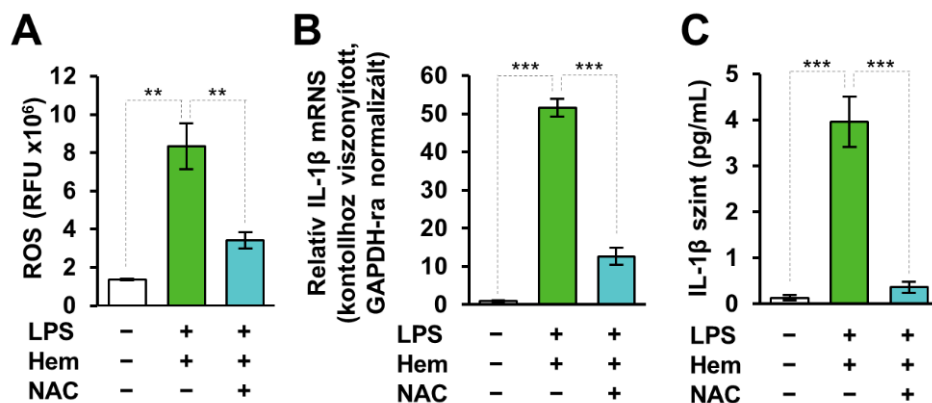 A
ROS (RFU x10⁶)
12
10
8
6
4
2
0
** **
LPS − + +
Hem − + +
NAC − − +
B
Relatív IL-1β mRNS
(kontollhoz viszonyított,
GAPDH-ra normalizált)
60
50
40
30
20
10
0
*** ***
LPS − + +
Hem − + +
NAC − − +
C
IL-1β szint (pg/mL)
5
4
3
2
1
0
*** ***
LPS − + +
Hem − + +
NAC − − +